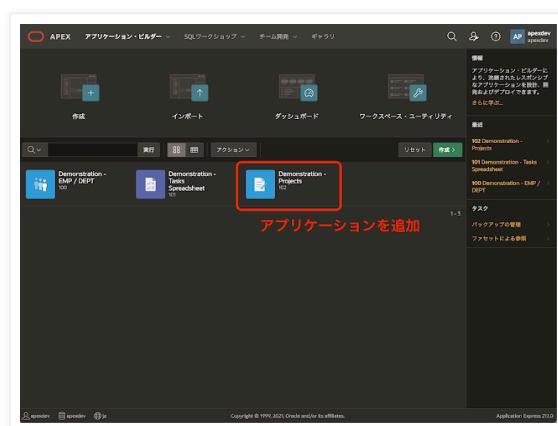 APEX アプリケーション・ビルダー SQLワークショップ チーム開発 ギャラリ
AP apexdev
apexdev
作成
インポート
ダッシュボード
ワークスペース・ユーティリティ
情報
アプリケーション・ビルダーに
より、洗練されたレスポンシブ
なアプリケーションを設計、開
発およびデプロイできます。
さらに学ぶ...
実行
アクション
リセット
作成
最近
102 Demonstration -
Projects
101 Demonstration - Tasks
Spreadsheet
100 Demonstration - EMP /
DEPT
Demonstration -
EMP / DEPT
100
Demonstration -
Tasks
Spreadsheet
101
Demonstration -
Projects
102
アプリケーションを追加
1 - 3
タスク
バックアップの管理
ファセットによる参照
apexdev apexdev ja
Copyright © 1999, 2021, Oracle and/or its affiliates.